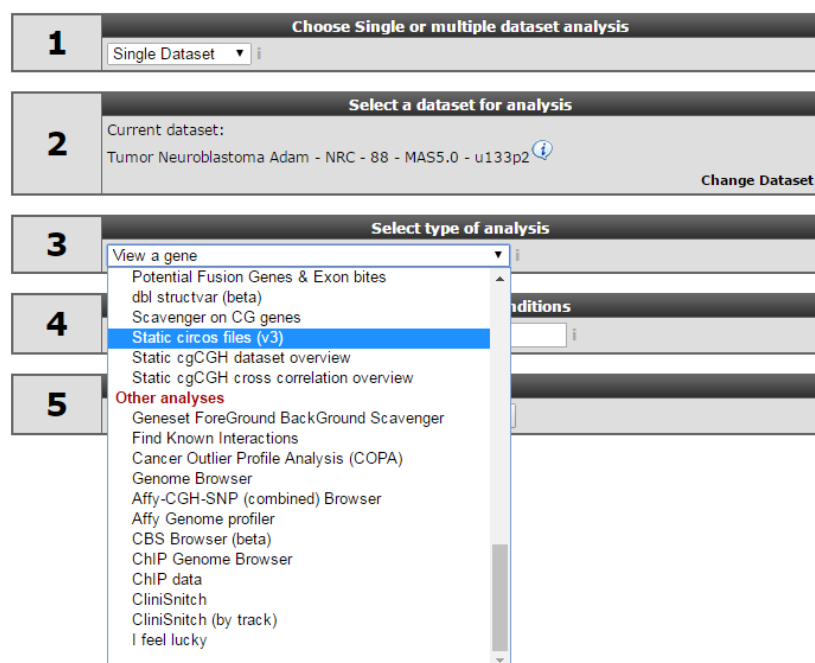 1
Choose Single or multiple dataset analysis
Single Dataset
i
2
Select a dataset for analysis
Current dataset:
Tumor Neuroblastoma Adam - NRC - 88 - MAS5.0 - u133p2 i
Change Dataset
3
Select type of analysis
View a gene
i
Potential Fusion Genes & Exon bites
dbl structvar (beta)
Scavenger on CG genes
Static circos files (v3)
Static cgCGH dataset overview
Static cgCGH cross correlation overview
Other analyses
Geneset ForeGround BackGround Scavenger
Find Known Interactions
Cancer Outlier Profile Analysis (COPA)
Genome Browser
Affy-CGH-SNP (combined) Browser
Affy Genome profiler
CBS Browser (beta)
ChIP Genome Browser
ChIP data
CliniSnitch
CliniSnitch (by track)
I feel lucky
4
nditions
i
5